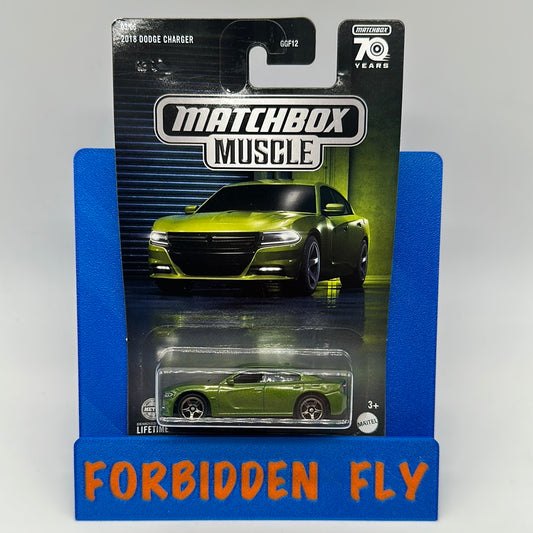 2018 DODGE CHARGER
GGF12
MATCHBOX
70
YEARS
MATCHBOX
MUSCLE
3+
MATTEL
LIFETIME
FORBIDDEN FLY